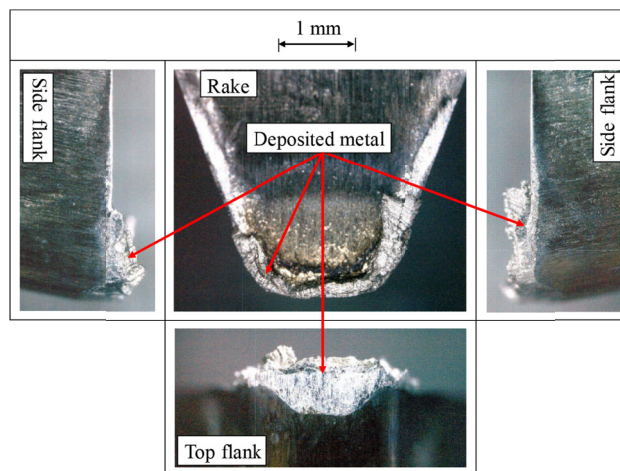 1 mm
Side flank
Rake
Deposited metal
Side flank
Top flank